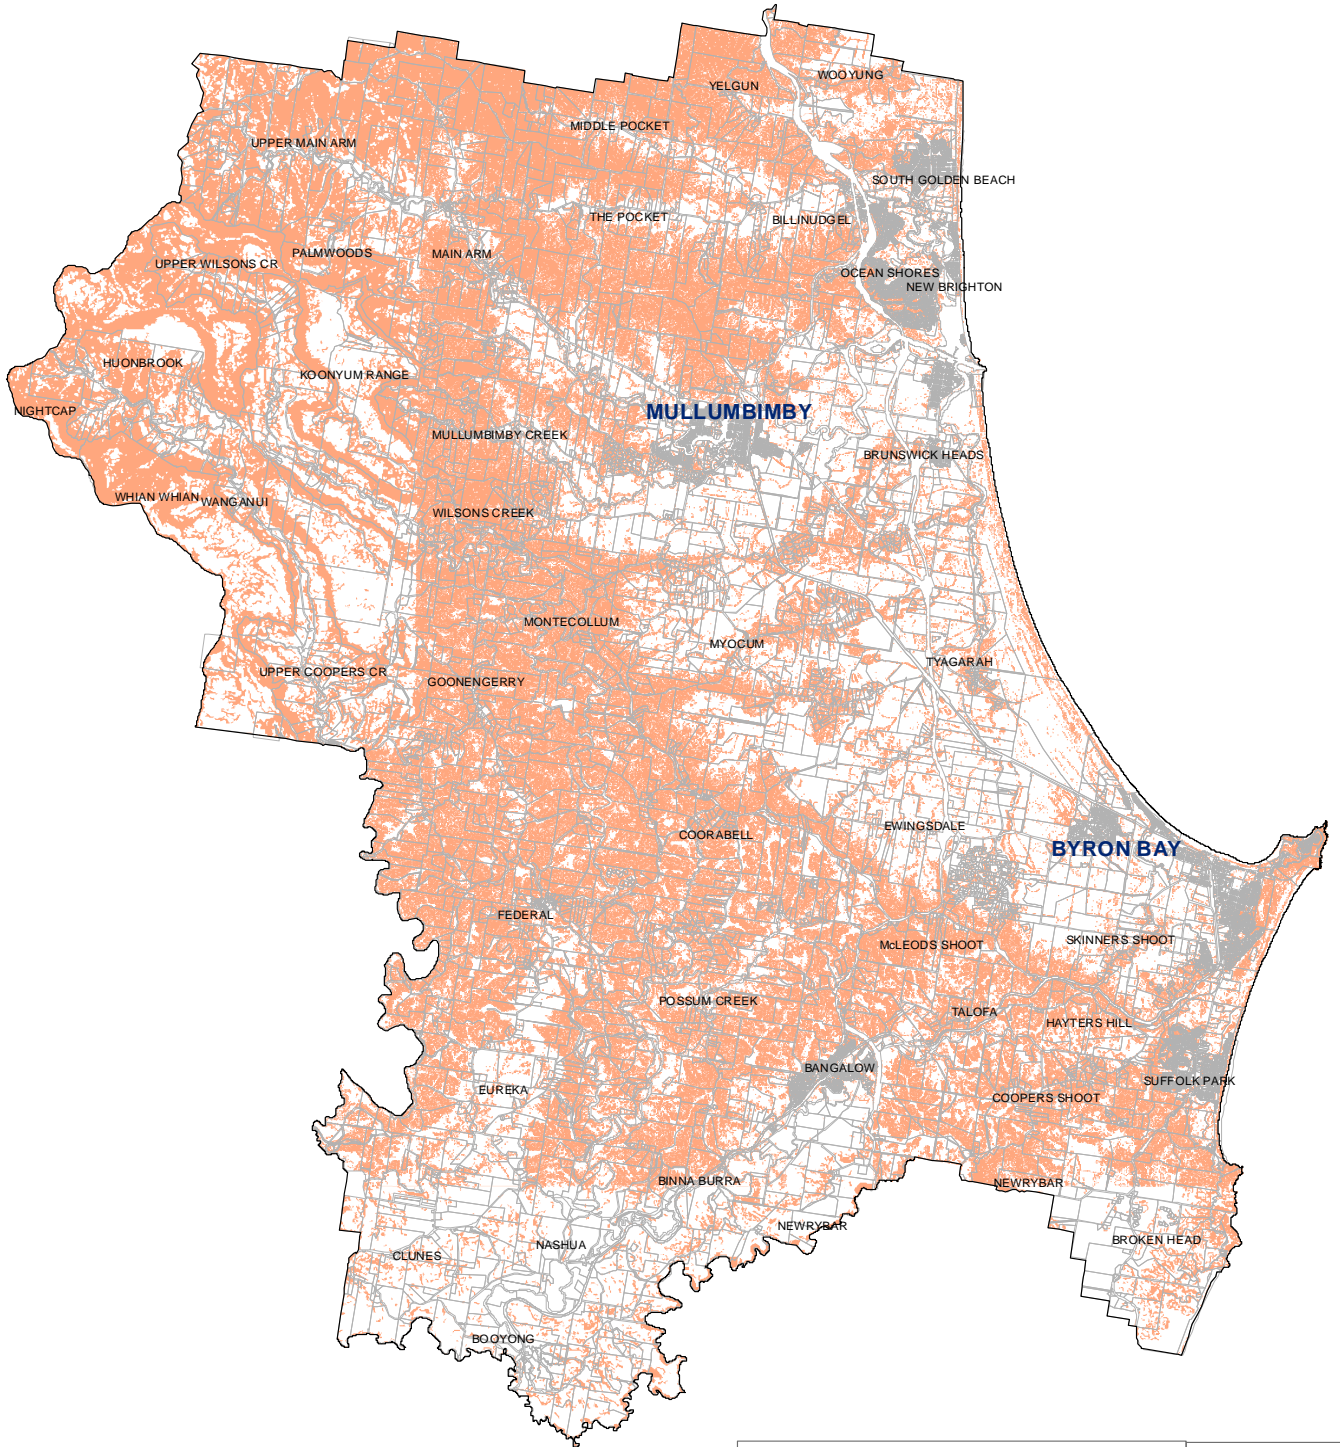 WOOYUNG
YELGUN
MIDDLE POCKET
UPPER MAIN ARM
SOUTH GOLDEN BEACH
THE POCKET
BILLINUDGEL
PALMWOODS
MAIN ARM
UPPER WILSONS CR
OCEAN SHORES
NEW BRIGHTON
HUONBROOK
KOONYUM RANGE
NIGHTCAP
MULLUMBIMBY
MULLUMBIMBY CREEK
BRUNSWICK HEADS
WHIAN WHIAN
WANGANUI
WILSONS CREEK
MONTECOLLUM
MYOCUM
TYAGARAH
UPPER COOPERS CR
GOONENGERRY
EWINGSDALE
COORABELL
BYRON BAY
FEDERAL
McLEODS SHOOT
SKINNERS SHOOT
POSSUM CREEK
TALOFA
HAYTERS HILL
BANGALOW
EUREKA
SUFFOLK PARK
COOPERS SHOOT
BINNA BURRA
NEWRYBAR
NEWRYBAR
BROKEN HEAD
NASHUA
CLUNES
BOOYONG